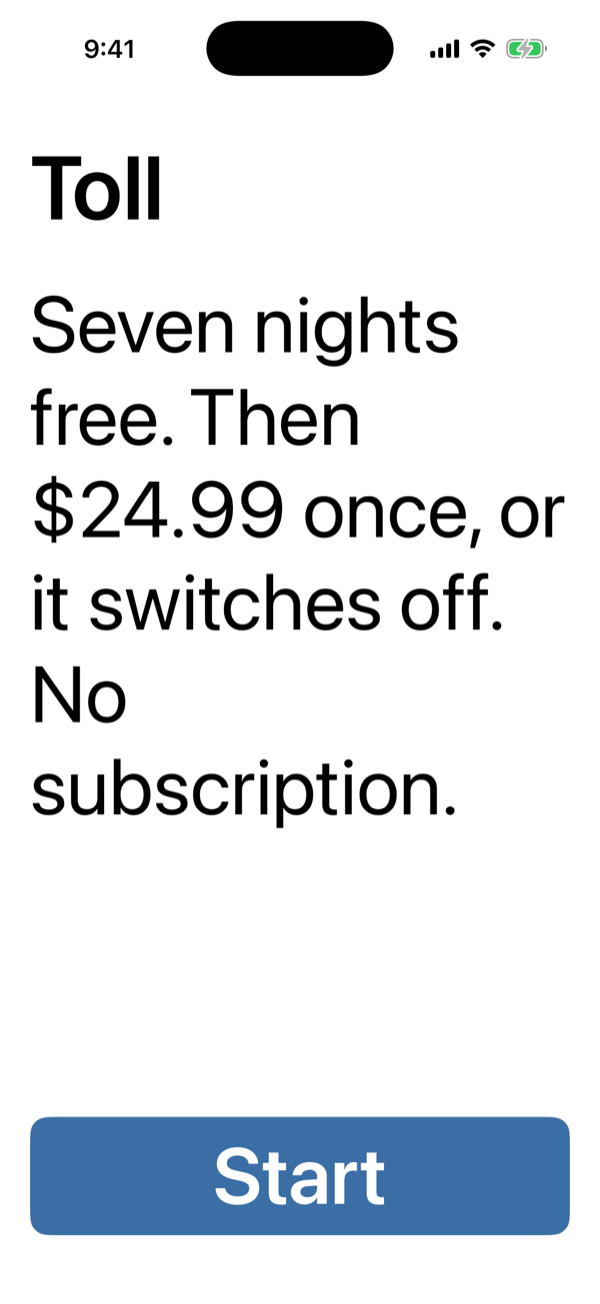 9:41
Toll
Seven nights
free. Then
$24.99 once, or
it switches off.
No
subscription.
Start